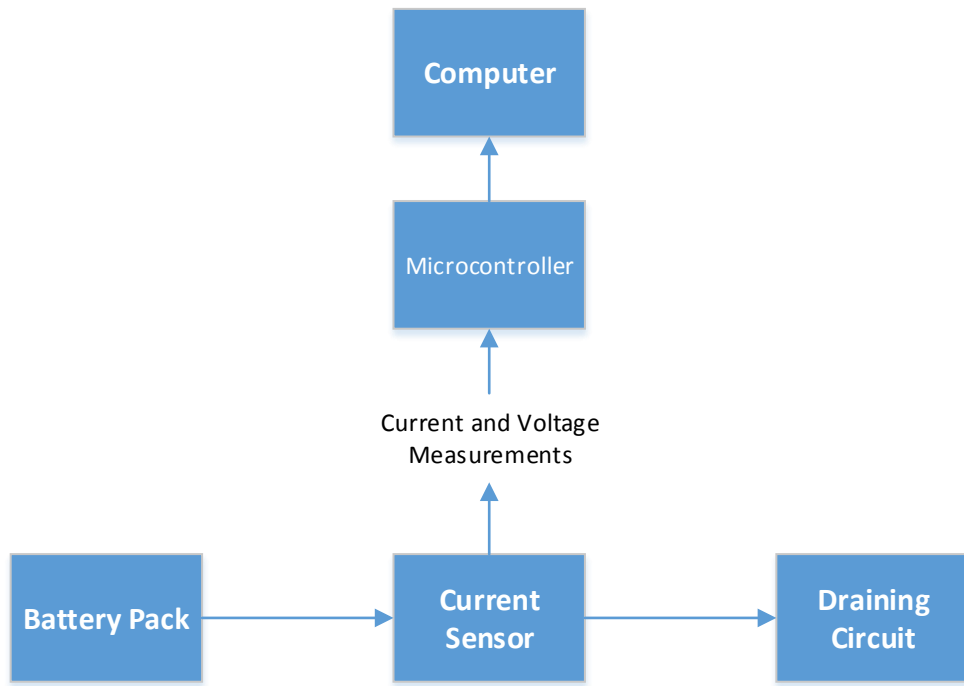 Computer
Microcontroller
Current and Voltage
Measurements
Battery Pack
Current
Sensor
Draining
Circuit